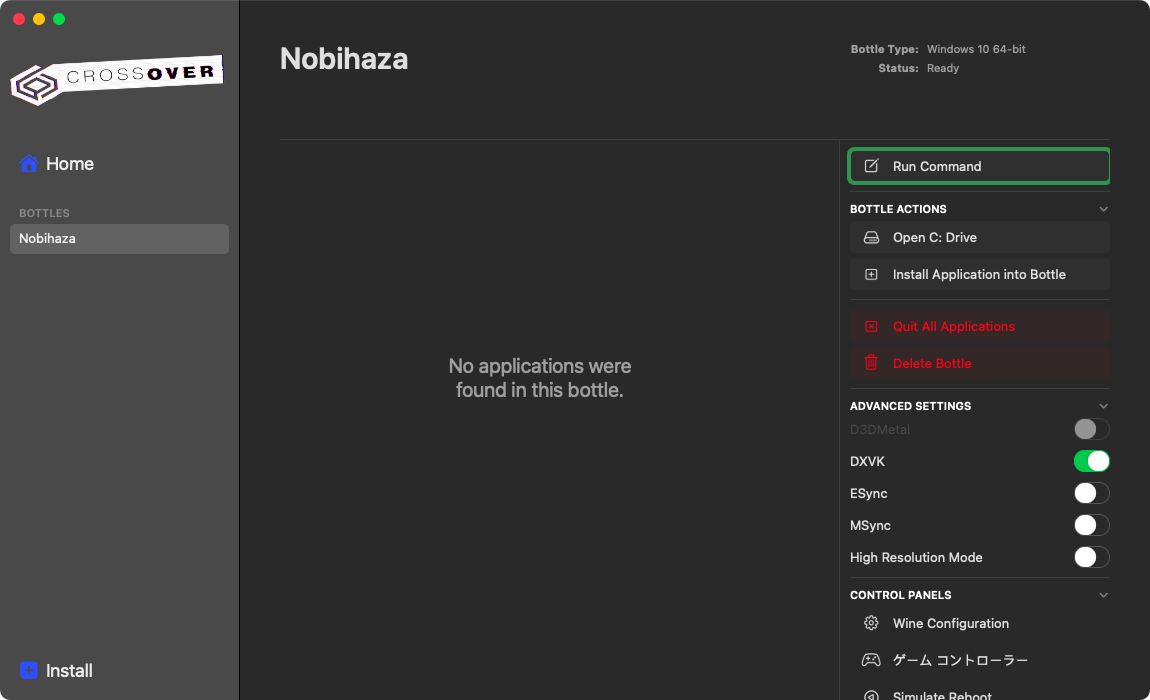 CROSSOVER
Home
BOTTLES
Nobihaza
Install
Nobihaza
Bottle Type: Windows 10 64-bit
Status: Ready
No applications were
found in this bottle.
Run Command
BOTTLE ACTIONS
Open C: Drive
Install Application into Bottle
Quit All Applications
Delete Bottle
ADVANCED SETTINGS
D3DMetal
DXVK
ESync
MSync
High Resolution Mode
CONTROL PANELS
Wine Configuration
ゲーム コントローラー
Simulate Reboot